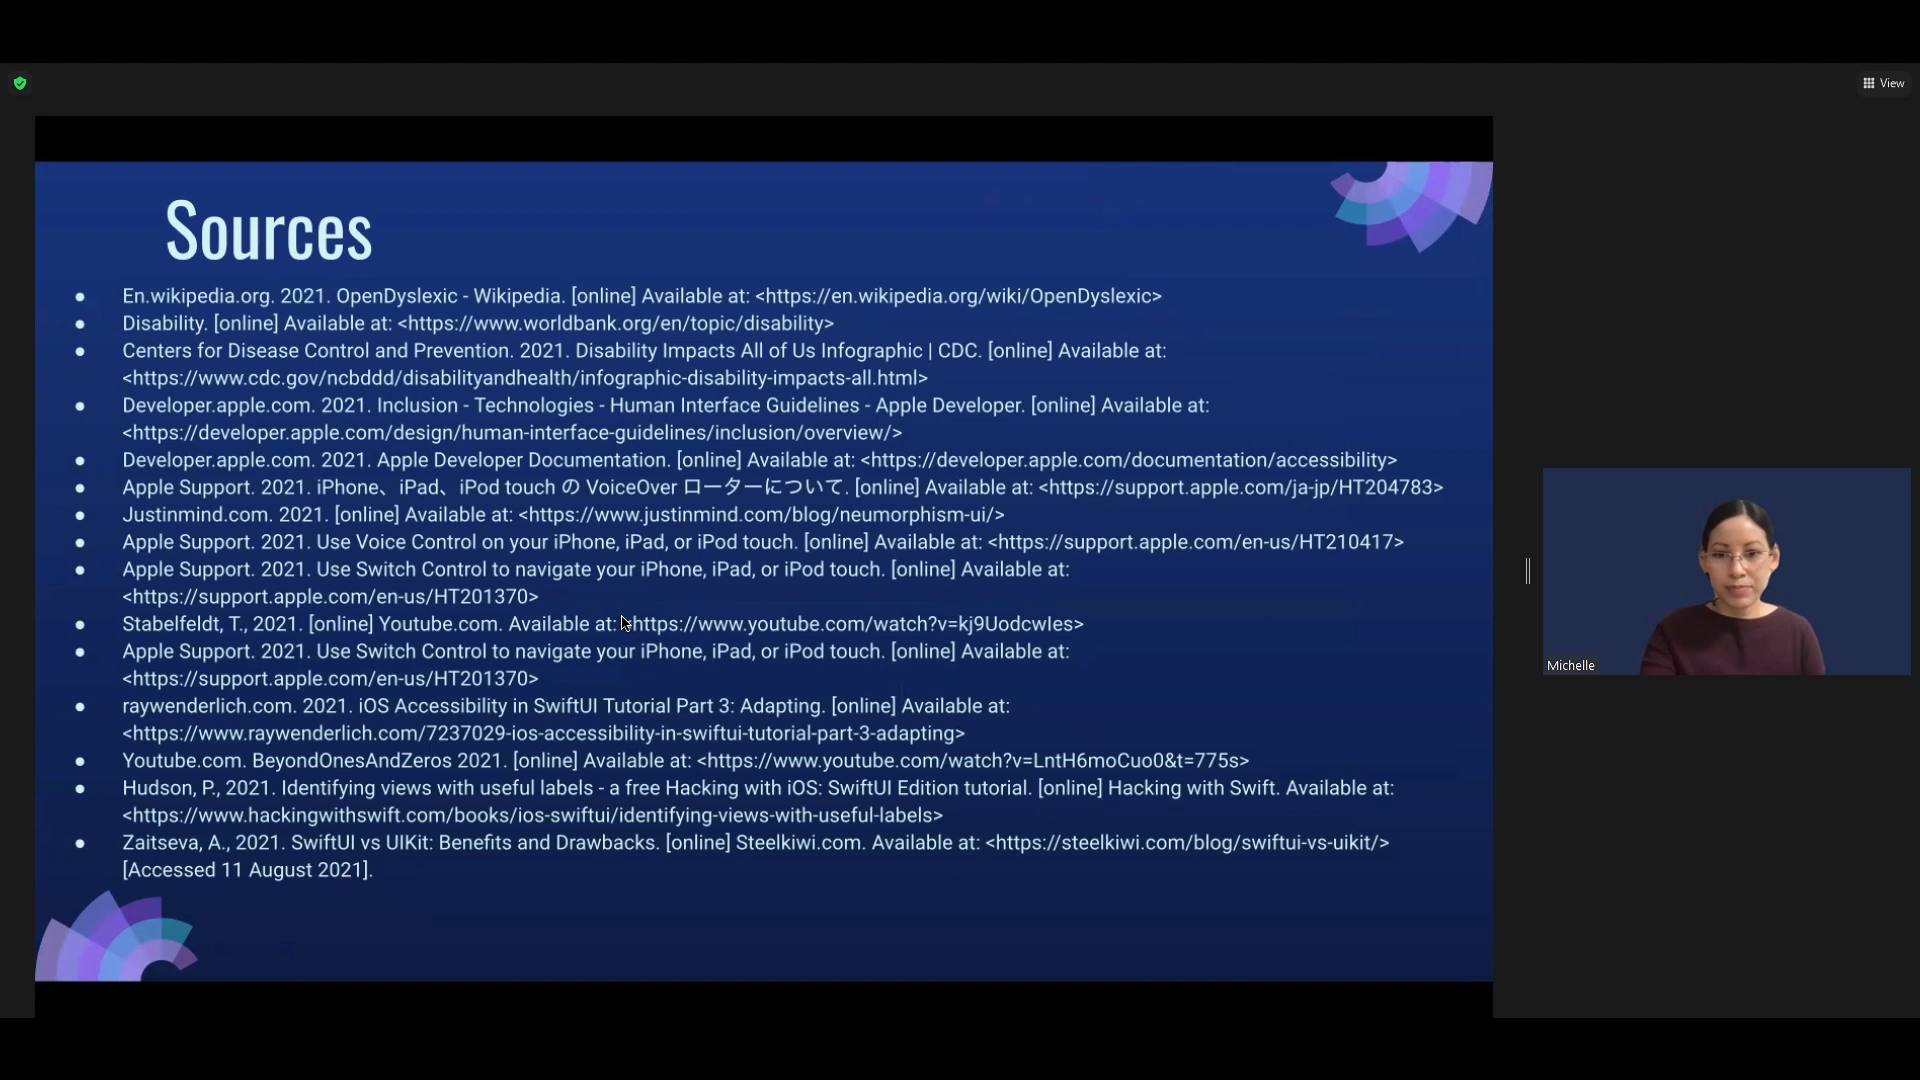 View
Sources
● En.wikipedia.org. 2021. OpenDyslexic - Wikipedia. [online] Available at: <https://en.wikipedia.org/wiki/OpenDyslexic>
● Disability. [online] Available at: <https://www.worldbank.org/en/topic/disability>
● Centers for Disease Control and Prevention. 2021. Disability Impacts All of Us Infographic | CDC. [online] Available at:
<https://www.cdc.gov/ncbddd/disabilityandhealth/infographic-disability-impacts-all.html>
● Developer.apple.com. 2021. Inclusion - Technologies - Human Interface Guidelines - Apple Developer. [online] Available at:
<https://developer.apple.com/design/human-interface-guidelines/inclusion/overview/>
● Developer.apple.com. 2021. Apple Developer Documentation. [online] Available at: <https://developer.apple.com/documentation/accessibility>
● Apple Support. 2021. iPhone、iPad、iPod touch の VoiceOver ローターについて. [online] Available at: <https://support.apple.com/ja-jp/HT204783>
● Justinmind.com. 2021. [online] Available at: <https://www.justinmind.com/blog/neumorphism-ui/>
● Apple Support. 2021. Use Voice Control on your iPhone, iPad, or iPod touch. [online] Available at: <https://support.apple.com/en-us/HT210417>
● Apple Support. 2021. Use Switch Control to navigate your iPhone, iPad, or iPod touch. [online] Available at:
<https://support.apple.com/en-us/HT201370>
● Stabelfeldt, T., 2021. [online] Youtube.com. Available at: <https://www.youtube.com/watch?v=kj9UodcwIes>
● Apple Support. 2021. Use Switch Control to navigate your iPhone, iPad, or iPod touch. [online] Available at:
<https://support.apple.com/en-us/HT201370>
● raywenderlich.com. 2021. iOS Accessibility in SwiftUI Tutorial Part 3: Adapting. [online] Available at:
<https://www.raywenderlich.com/7237029-ios-accessibility-in-swiftui-tutorial-part-3-adapting>
● Youtube.com. BeyondOnesAndZeros 2021. [online] Available at: <https://www.youtube.com/watch?v=LntH6moCuo0&t=775s>
● Hudson, P., 2021. Identifying views with useful labels - a free Hacking with iOS: SwiftUI Edition tutorial. [online] Hacking with Swift. Available at:
<https://www.hackingwithswift.com/books/ios-swiftui/identifying-views-with-useful-labels>
● Zaitseva, A., 2021. SwiftUI vs UIKit: Benefits and Drawbacks. [online] Steelkiwi.com. Available at: <https://steelkiwi.com/blog/swiftui-vs-uikit/>
[Accessed 11 August 2021].
Michelle